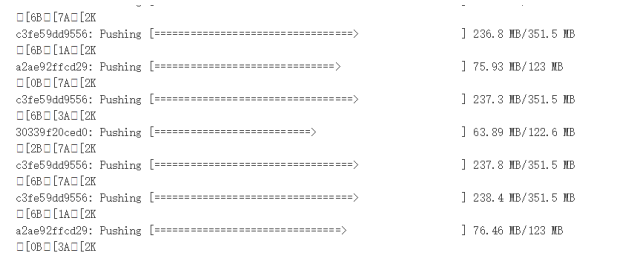 □[6B□[7A□[2K
c3fe59dd9556: Pushing [=================================>                 ] 236.8 MB/351.5 MB
□[6B□[1A□[2K
a2ae92ffcd29: Pushing [==============================>                    ] 75.93 MB/123 MB
□[0B□[7A□[2K
c3fe59dd9556: Pushing [=================================>                 ] 237.3 MB/351.5 MB
□[6B□[3A□[2K
30339f20ced0: Pushing [==========================>                        ] 63.89 MB/122.6 MB
□[2B□[7A□[2K
c3fe59dd9556: Pushing [=================================>                 ] 237.8 MB/351.5 MB
□[6B□[7A□[2K
c3fe59dd9556: Pushing [=================================>                 ] 238.4 MB/351.5 MB
□[6B□[1A□[2K
a2ae92ffcd29: Pushing [===============================>                   ] 76.46 MB/123 MB
□[0B□[3A□[2K